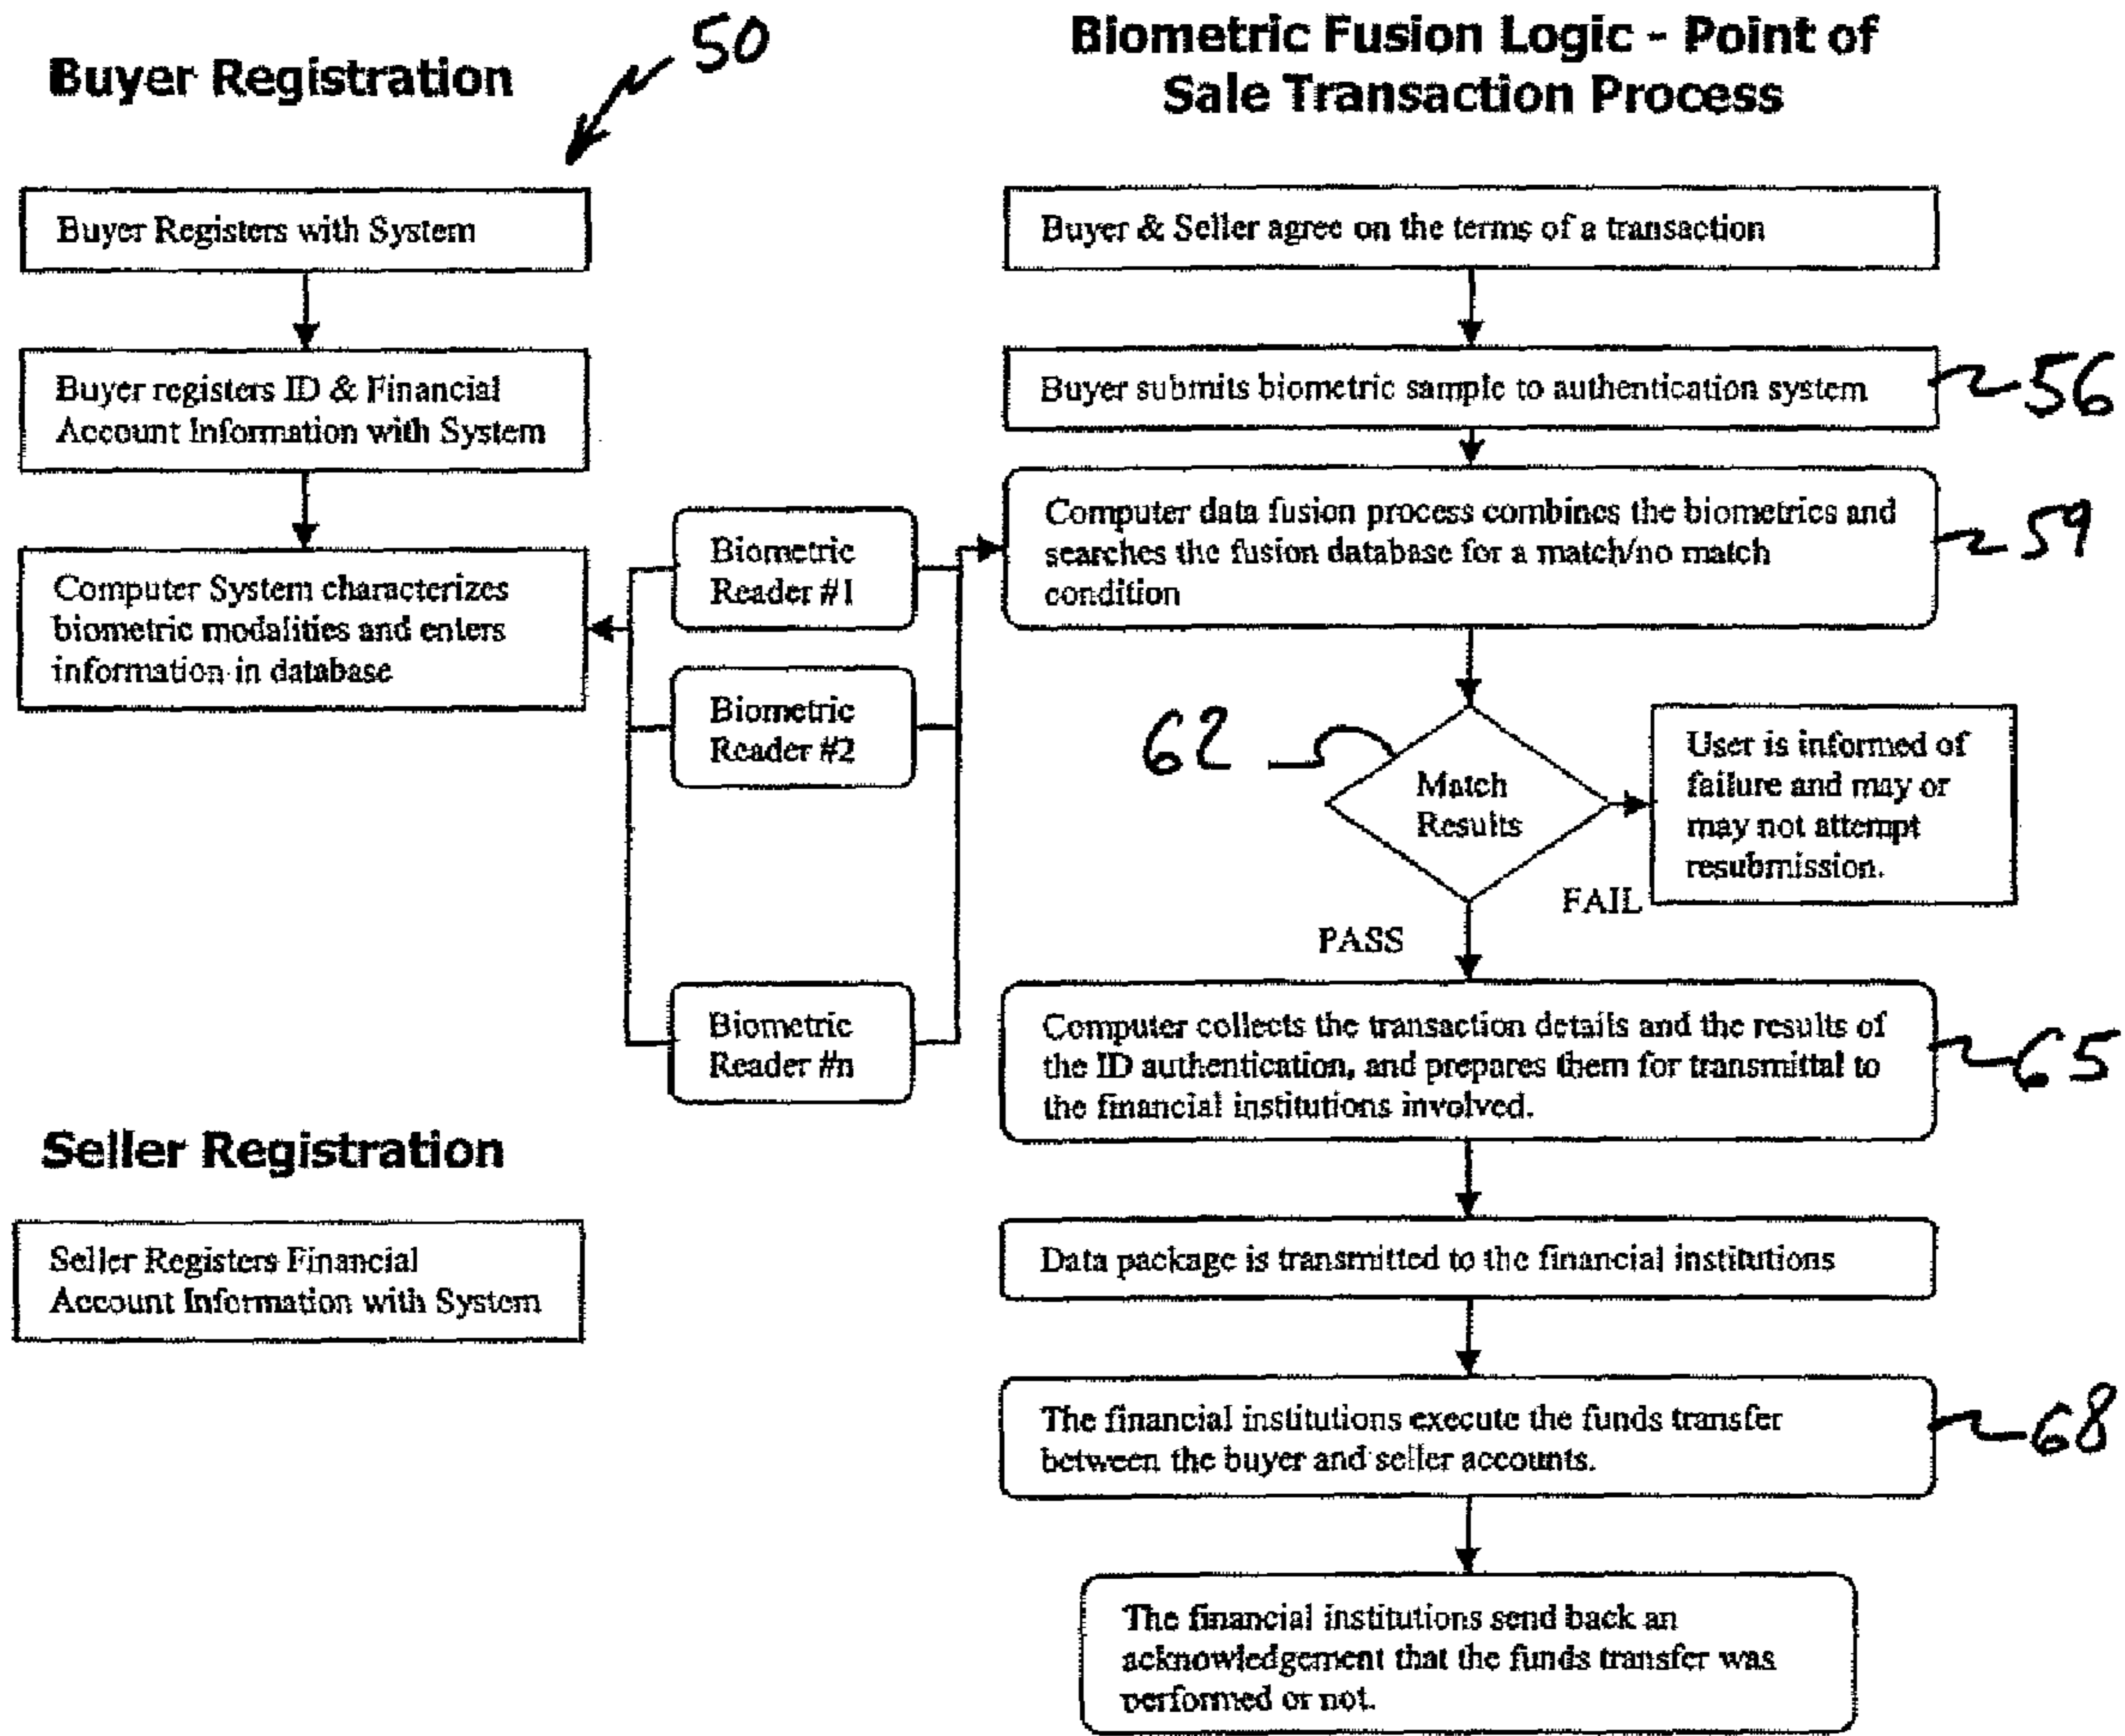 Buyer Registration
50
Buyer Registers with System
Buyer registers ID & Financial
Account Information with System
Computer System characterizes
biometric modalities and enters
information in database
Biometric
Reader #1
Biometric
Reader #2
Biometric
Reader #n
Seller Registration
Seller Registers Financial
Account Information with System
Biometric Fusion Logic - Point of
Sale Transaction Process
Buyer & Seller agree on the terms of a transaction
Buyer submits biometric sample to authentication system
56
Computer data fusion process combines the biometrics and
searches the fusion database for a match/no match
condition
59
62
Match
Results
User is informed of
failure and may or
may not attempt
resubmission.
FAIL
PASS
Computer collects the transaction details and the results of
the ID authentication, and prepares them for transmittal to
the financial institutions involved.
65
Data package is transmitted to the financial institutions
The financial institutions execute the funds transfer
between the buyer and seller accounts.
68
The financial institutions send back an
acknowledgement that the funds transfer was
performed or not.